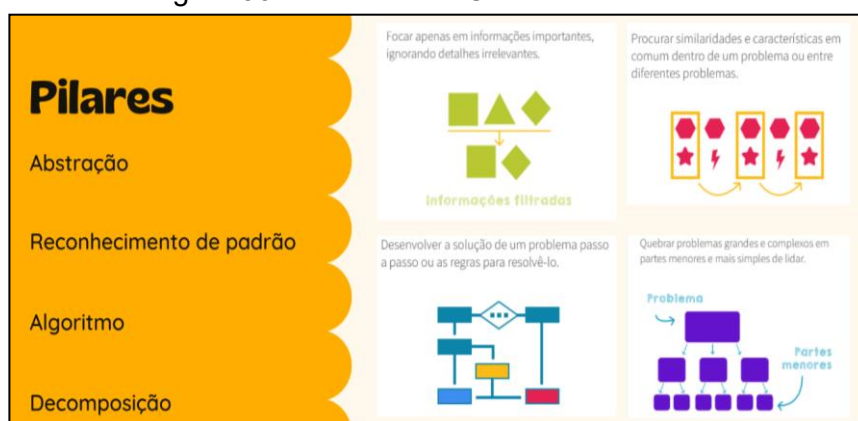 Pilares
Abstração
Reconhecimento de padrão
Algoritmo
Decomposição
Focar apenas em informações importantes,
ignorando detalhes irrelevantes.
Informações filtradas
Procurar similaridades e características em
comum dentro de um problema ou entre
diferentes problemas.
Desenvolver a solução de um problema passo
a passo ou as regras para resolvê-lo.
Quebrar problemas grandes e complexos em
partes menores e mais simples de lidar.
Problema
Partes
menores